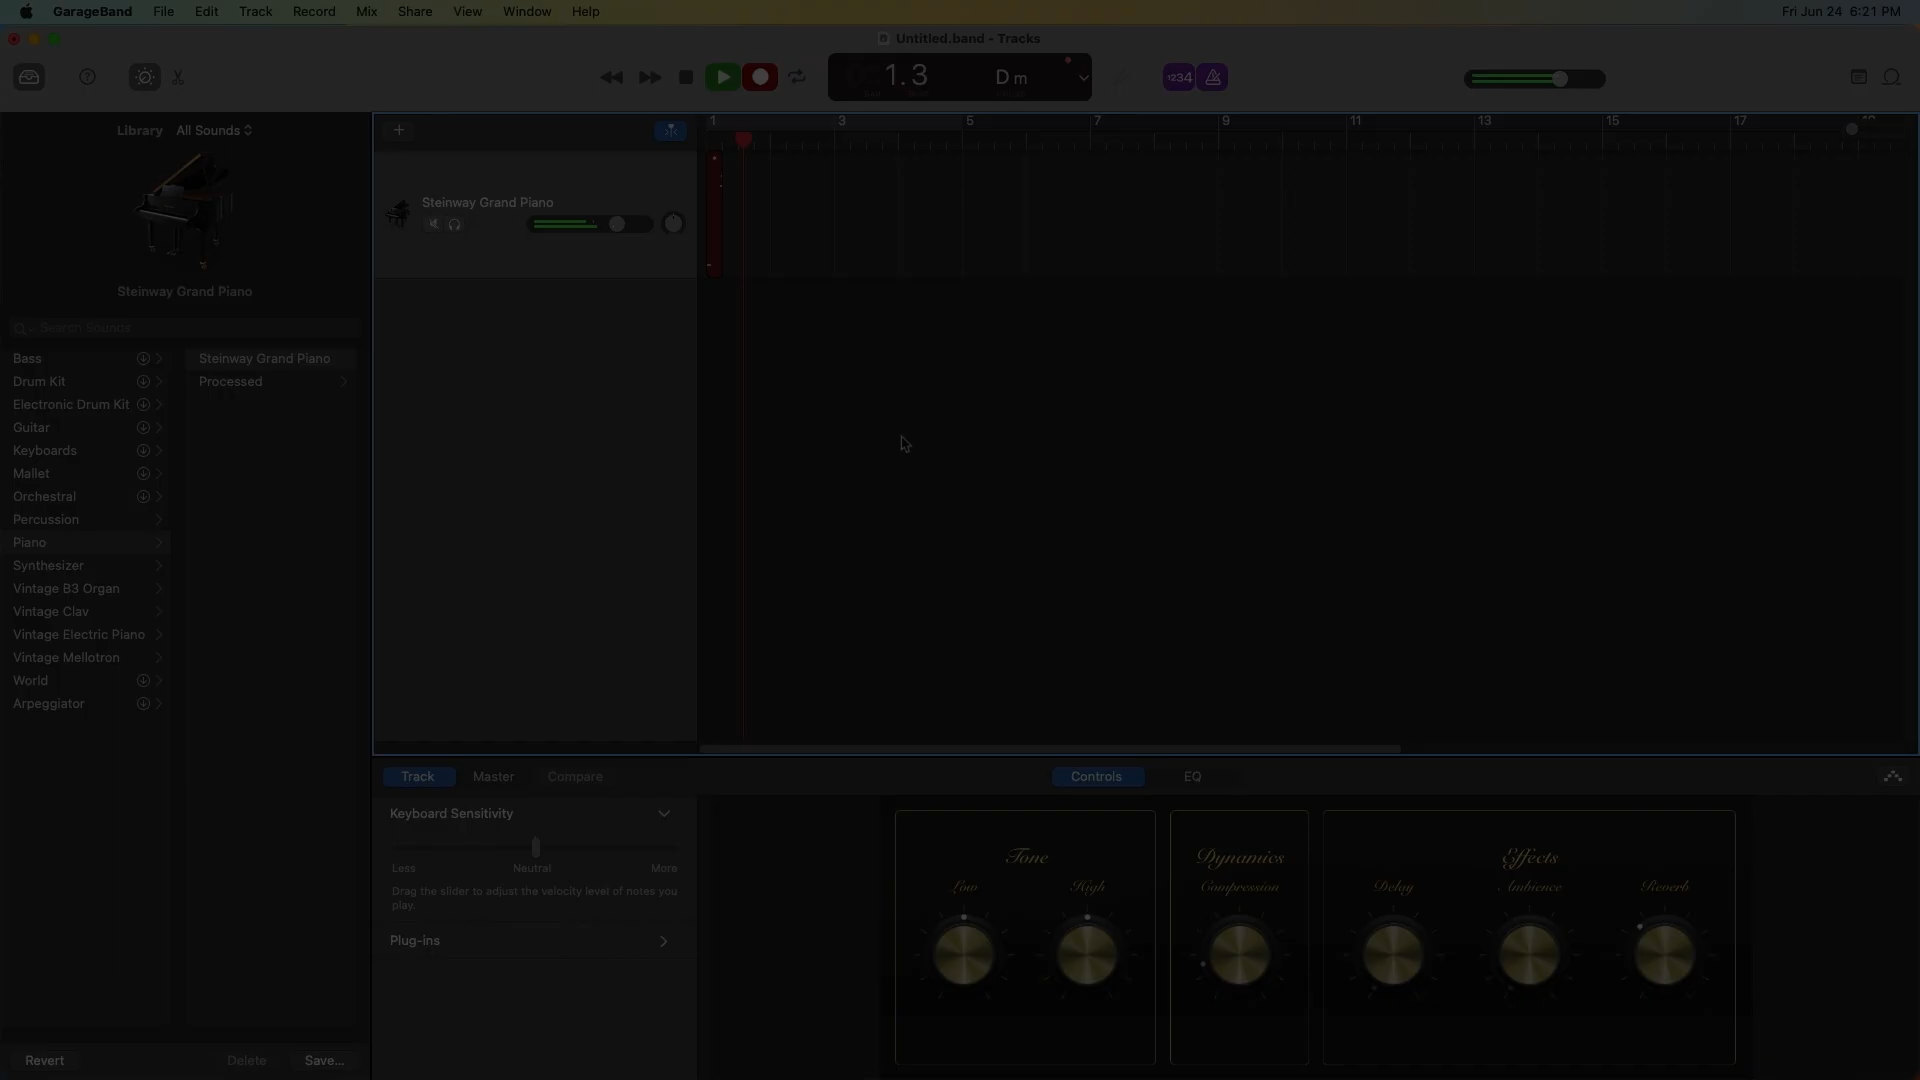 GarageBand File Edit Track Record Mix Share View Window Help Fri Jun 24 6:21 PM
Untitled.band - Tracks
1.3 D m 1234
Library All Sounds
1 3 5 7 9 11 13 15 17
Steinway Grand Piano
Steinway Grand Piano
Search Sounds
Bass
Drum Kit
Electronic Drum Kit
Guitar
Keyboards
Mallet
Orchestral
Percussion
Piano
Synthesizer
Vintage B3 Organ
Vintage Clav
Vintage Electric Piano
Vintage Mellotron
World
Arpeggiator
Steinway Grand Piano
Processed
Revert Delete Save...
Track Master Compare Controls EQ
Keyboard Sensitivity
Less Neutral More
Drag the slider to adjust the velocity level of notes you
play.
Plug-ins
Tone
Low High
Dynamics
Compression
Effects
Delay Ambience Reverb